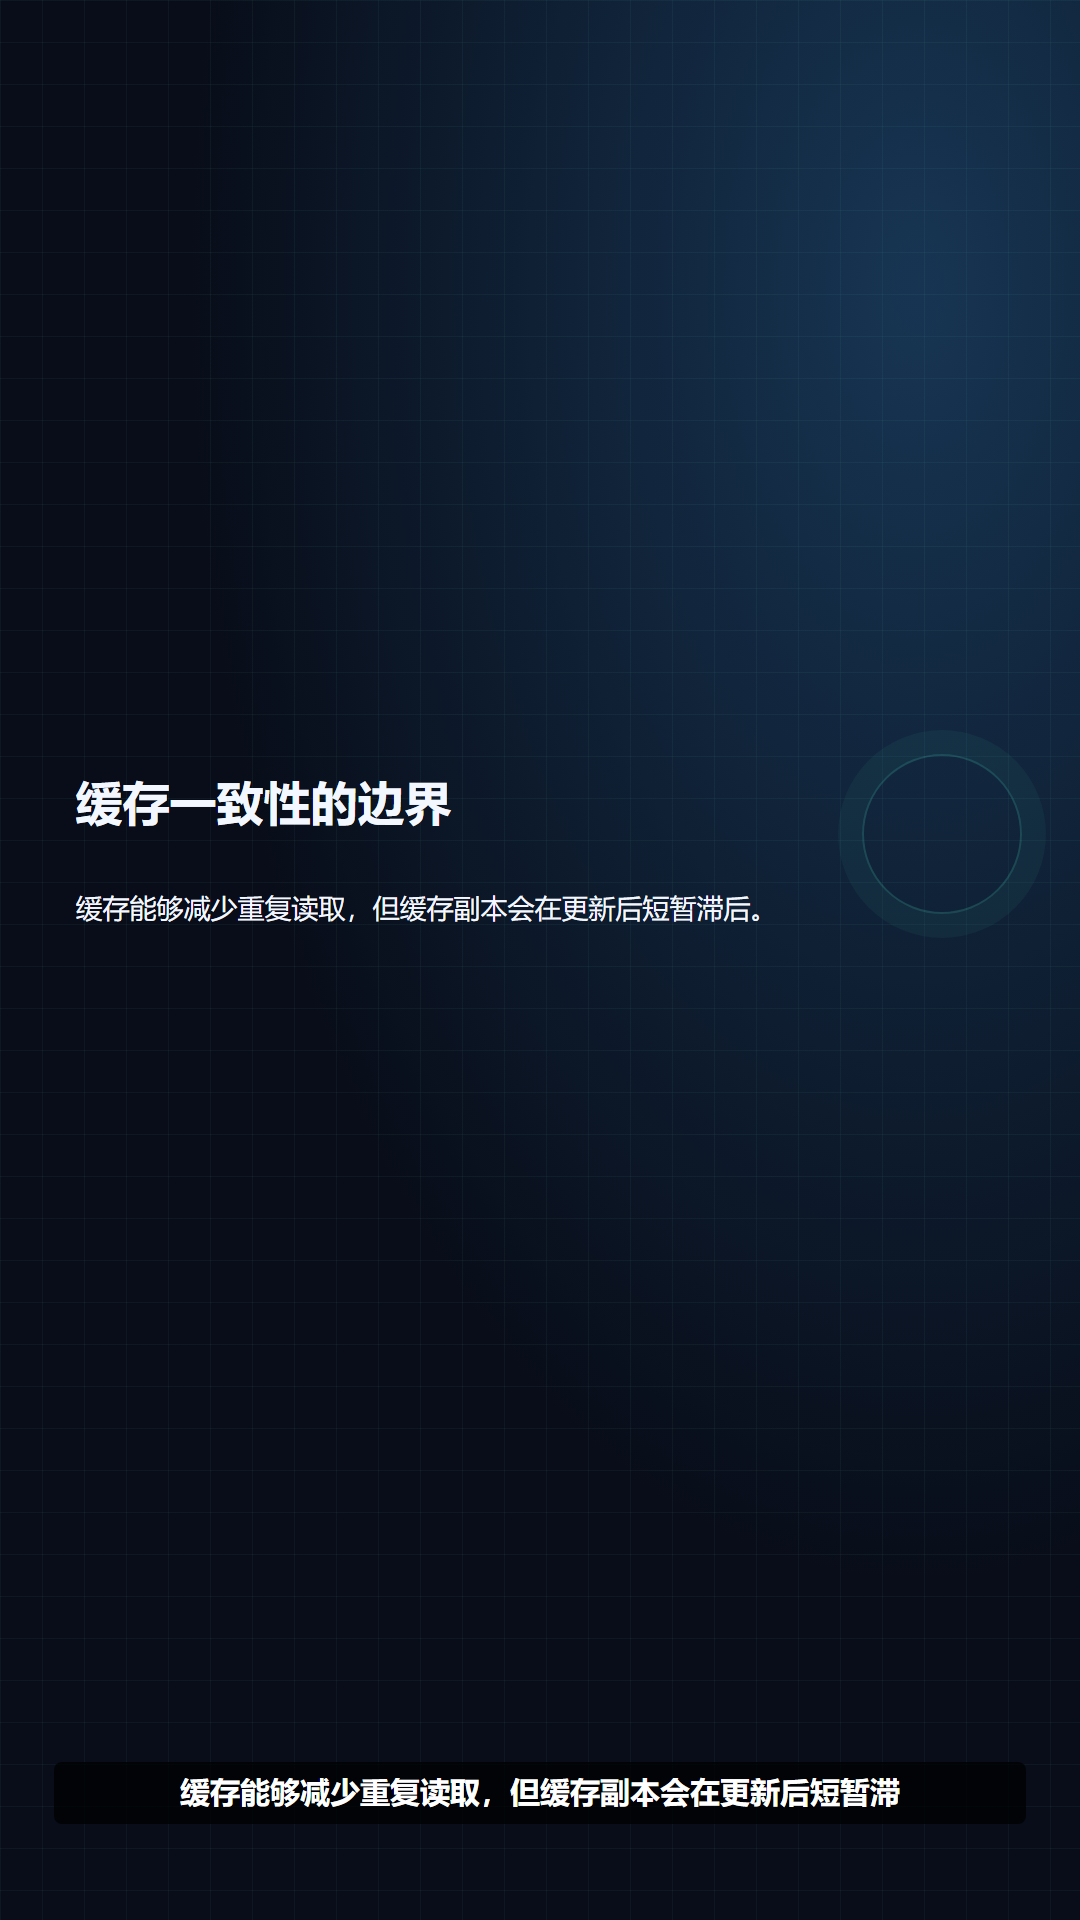 缓存一致性的边界
缓存能够减少重复读取，但缓存副本会在更新后短暂滞后。
缓存能够减少重复读取，但缓存副本会在更新后短暂滞